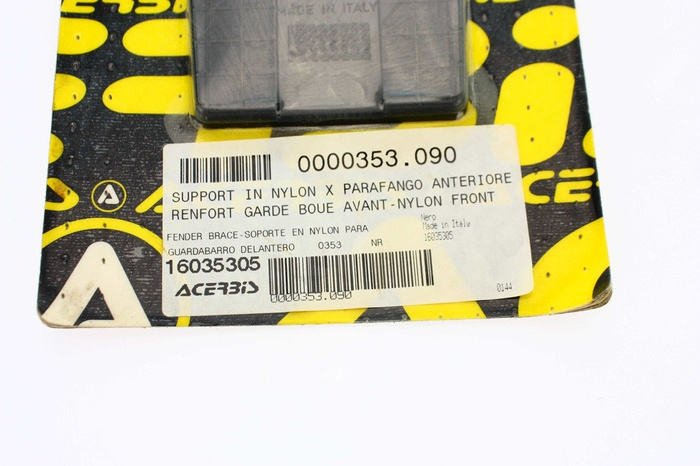 MADE IN ITALY
0000353.090
SUPPORT IN NYLON X PARAFANGO ANTERIORE
RENFORT GARDE BOUE AVANT-NYLON FRONT
FENDER BRACE-SOPORTE EN NYLON PARA
GUARDABARRO DELANTERO 0353 NR
Nero
Made in Italy
16035305
16035305
ACERBIS
0000353.090
0144